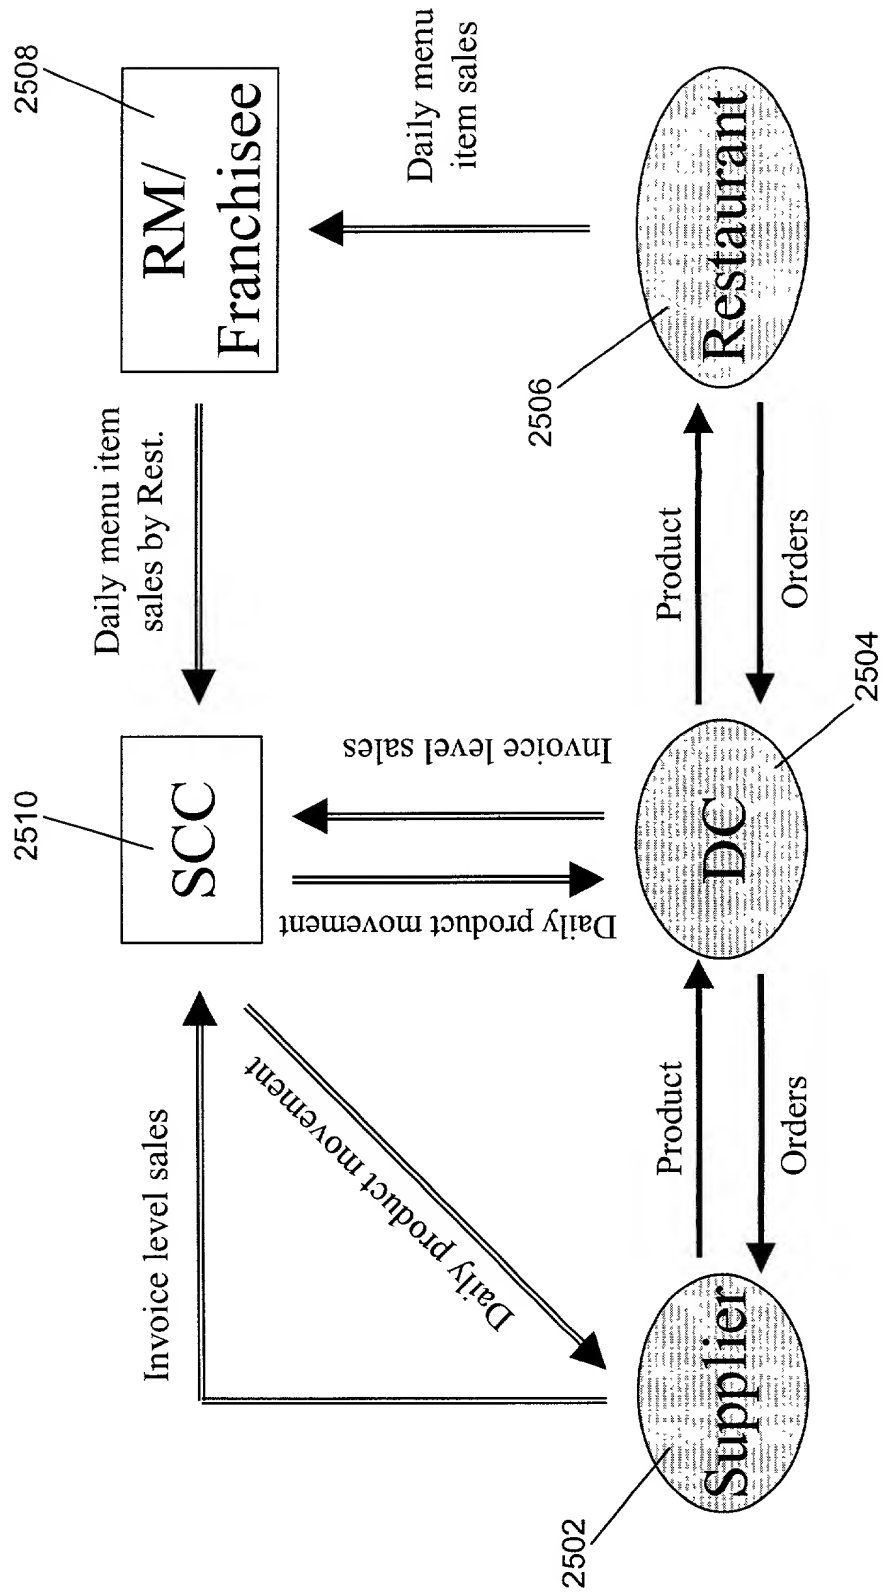 2510
2508
Invoice level sales
SCC
Daily menu item
sales by Rest.
RM/
Franchisee
Daily product movement
Daily product movement
Invoice level sales
Daily menu
item sales
2502
2506
Supplier
Product
Orders
DC
Product
Orders
Restaurant
2504